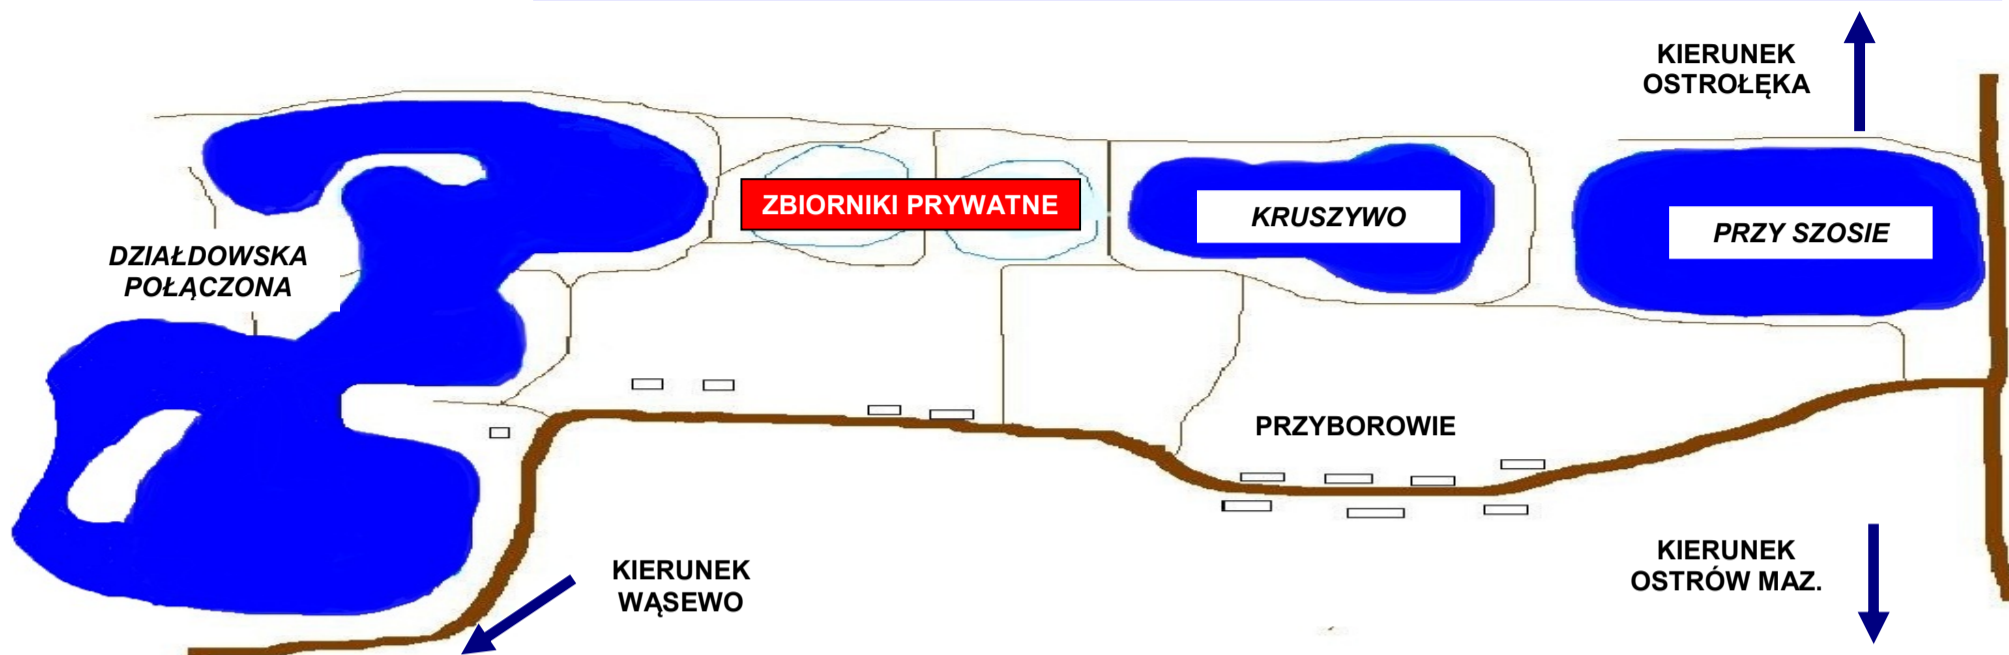 KIERUNEK
OSTROŁĘKA
ZBIORNIKI PRYWATNE
KRUSZYWO
PRZY SZOSIE
DZIAŁDOWSKA
POŁĄCZONA
PRZYBOROWIE
KIERUNEK
WĄSEWO
KIERUNEK
OSTRÓW MAZ.